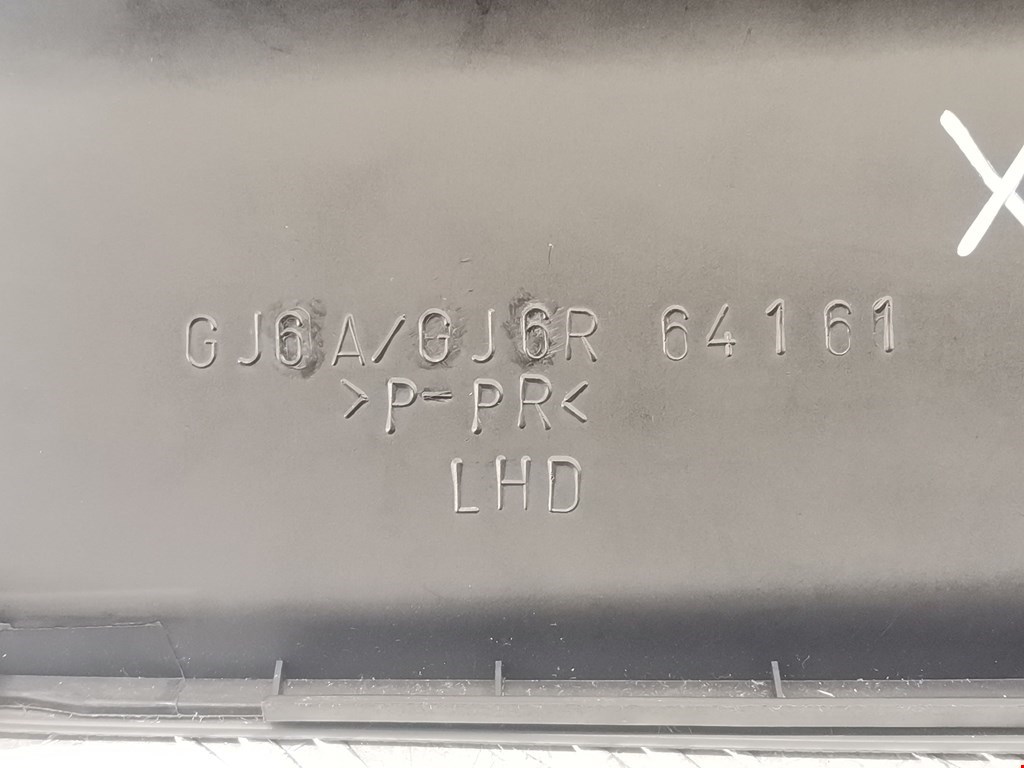 GJ6A/GJ6R 64161
>P-PR<
LHD
X